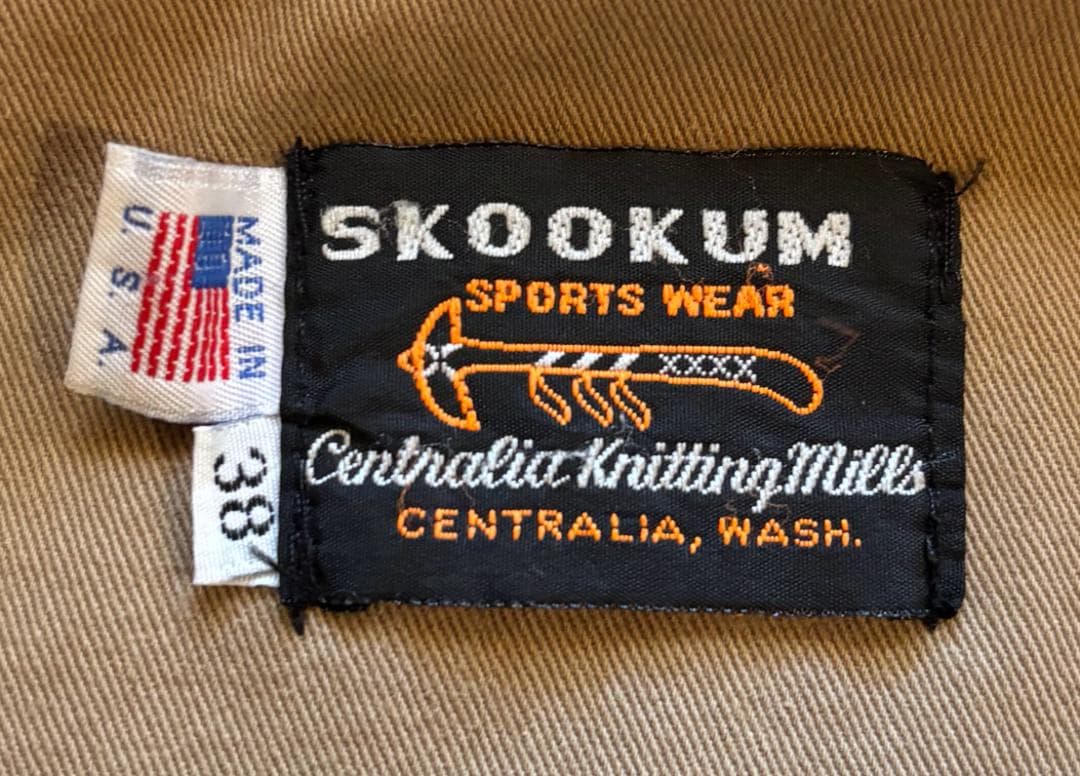 SKOOKUM
SPORTS WEAR
XXXX
Centralia Knitting Mills
CENTRALIA, WASH.
MADE IN
U. S. A.
38